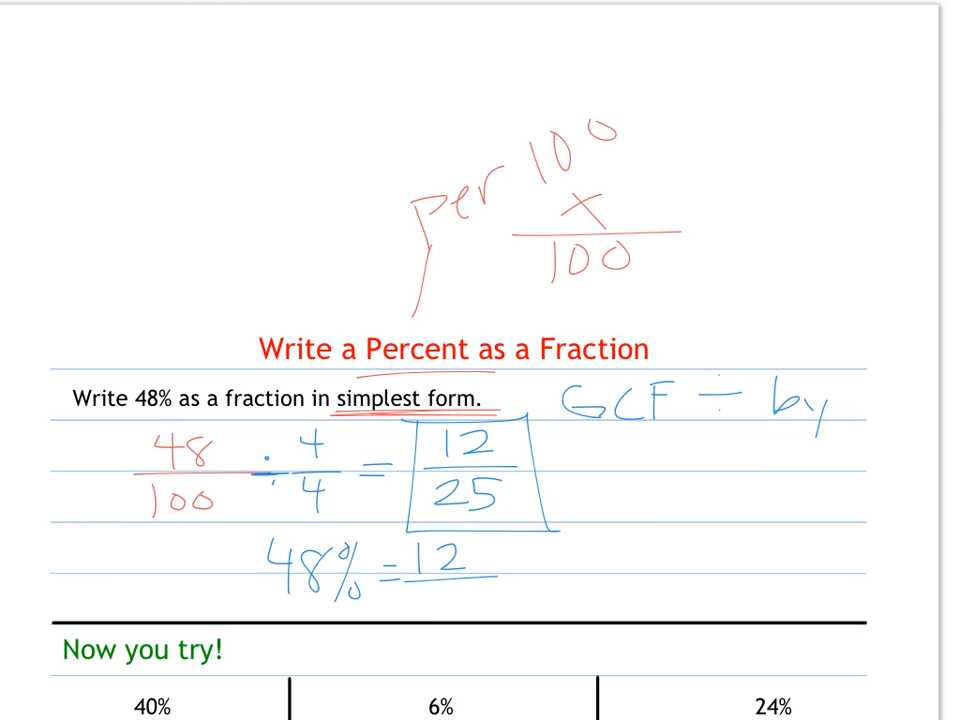 per 100
x
100
Write a Percent as a Fraction
Write 48% as a fraction in simplest form.
GCF ÷ by
48 ÷ 4 = 12
100 4 25
48% = 12
Now you try!
40% 6% 24%